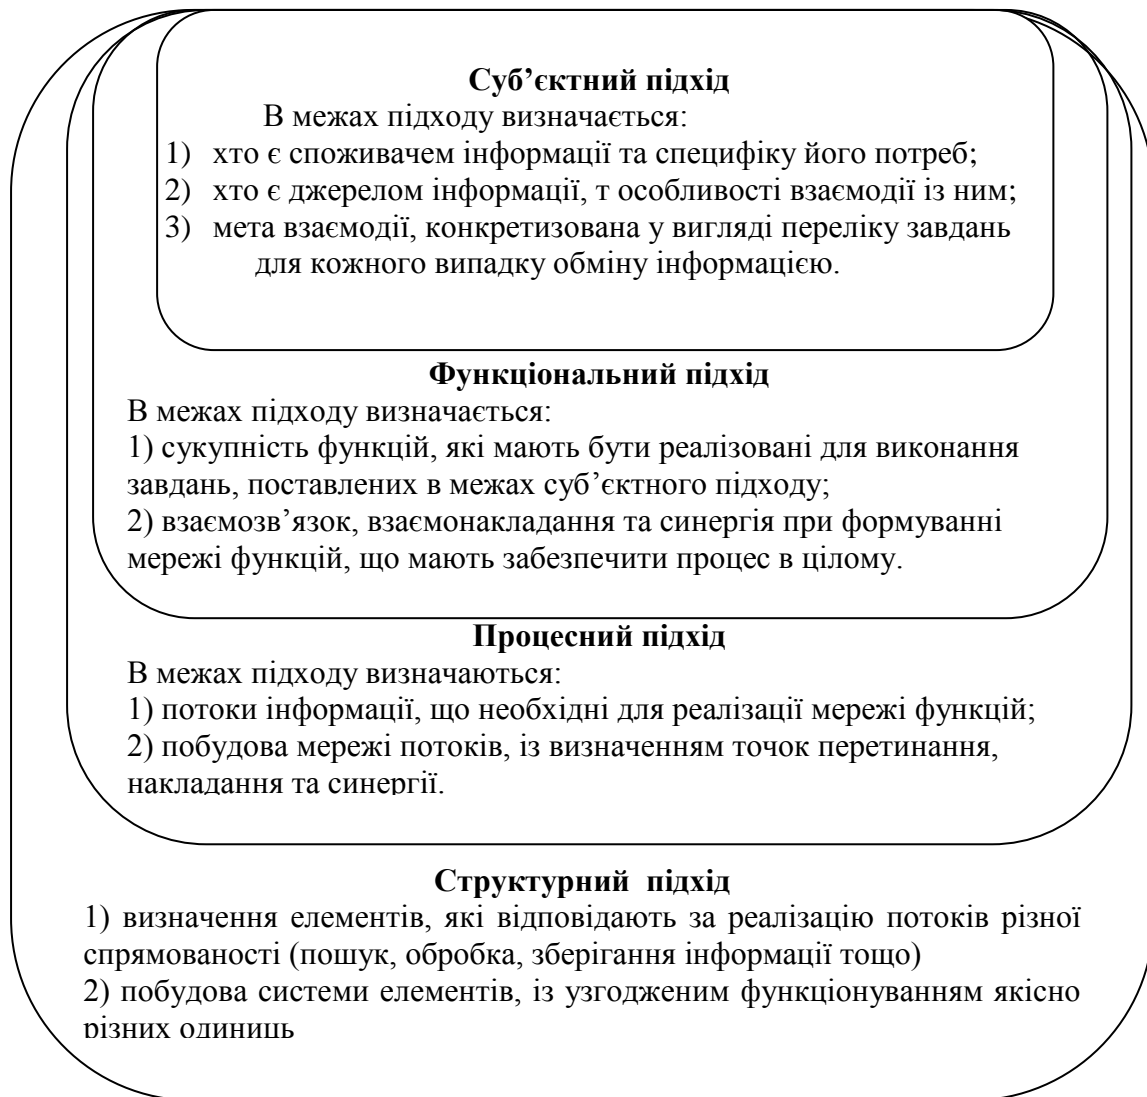 Суб’єктний підхід
В межах підходу визначається:
1) хто є споживачем інформації та специфіку його потреб;
2) хто є джерелом інформації, т особливості взаємодії із ним;
3) мета взаємодії, конкретизована у вигляді переліку завдань
для кожного випадку обміну інформацією.
Функціональний підхід
В межах підходу визначається:
1) сукупність функцій, які мають бути реалізовані для виконання
завдань, поставлених в межах суб’єктного підходу;
2) взаємозв’язок, взаємонакладання та синергія при формуванні
мережі функцій, що мають забезпечити процес в цілому.
Процесний підхід
В межах підходу визначаються:
1) потоки інформації, що необхідні для реалізації мережі функцій;
2) побудова мережі потоків, із визначенням точок перетинання,
накладання та синергії.
Структурний підхід
1) визначення елементів, які відповідають за реалізацію потоків різної
спрямованості (пошук, обробка, зберігання інформації тощо)
2) побудова системи елементів, із узгодженим функціонуванням якісно
різних одиниць